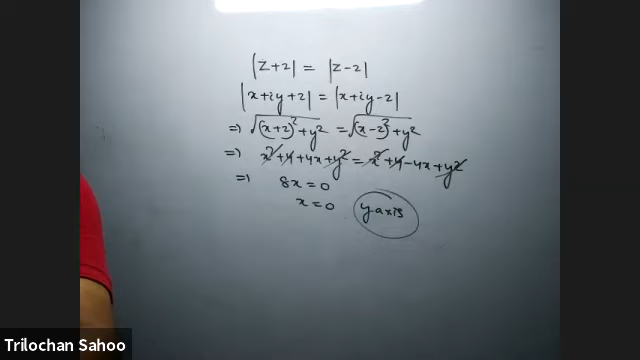 |z+2| = |z-2|
|x+iy+2| = |x+iy-2|
⇒ √(x+2)²+y² = √(x-2)²+y²
⇒ x²+4+4x+y² = x²+4-4x+y²
⇒ 8x=0
x=0 y-axis
Trilochan Sahoo